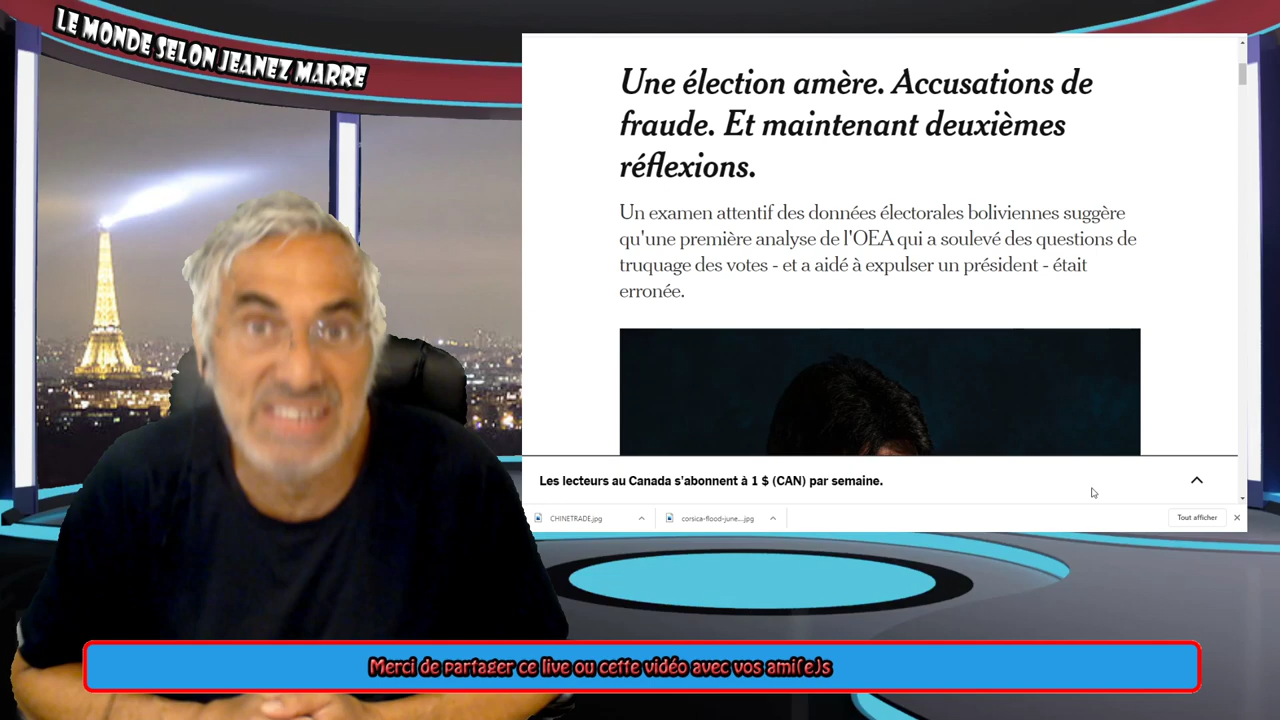 LE MONDE SELON JEANEZ MARRE
Une élection amère. Accusations de
fraude. Et maintenant deuxièmes
réflexions.
Un examen attentif des données électorales boliviennes suggère
qu'une première analyse de l'OEA qui a soulevé des questions de
truquage des votes - et a aidé à expulser un président - était
erronée.
Les lecteurs au Canada s'abonnent à 1 $ (CAN) par semaine.
CHINETRADE.jpg
corsica-flood-june....jpg
Tout afficher
Merci de partager ce live ou cette vidéo avec vos ami(e)s